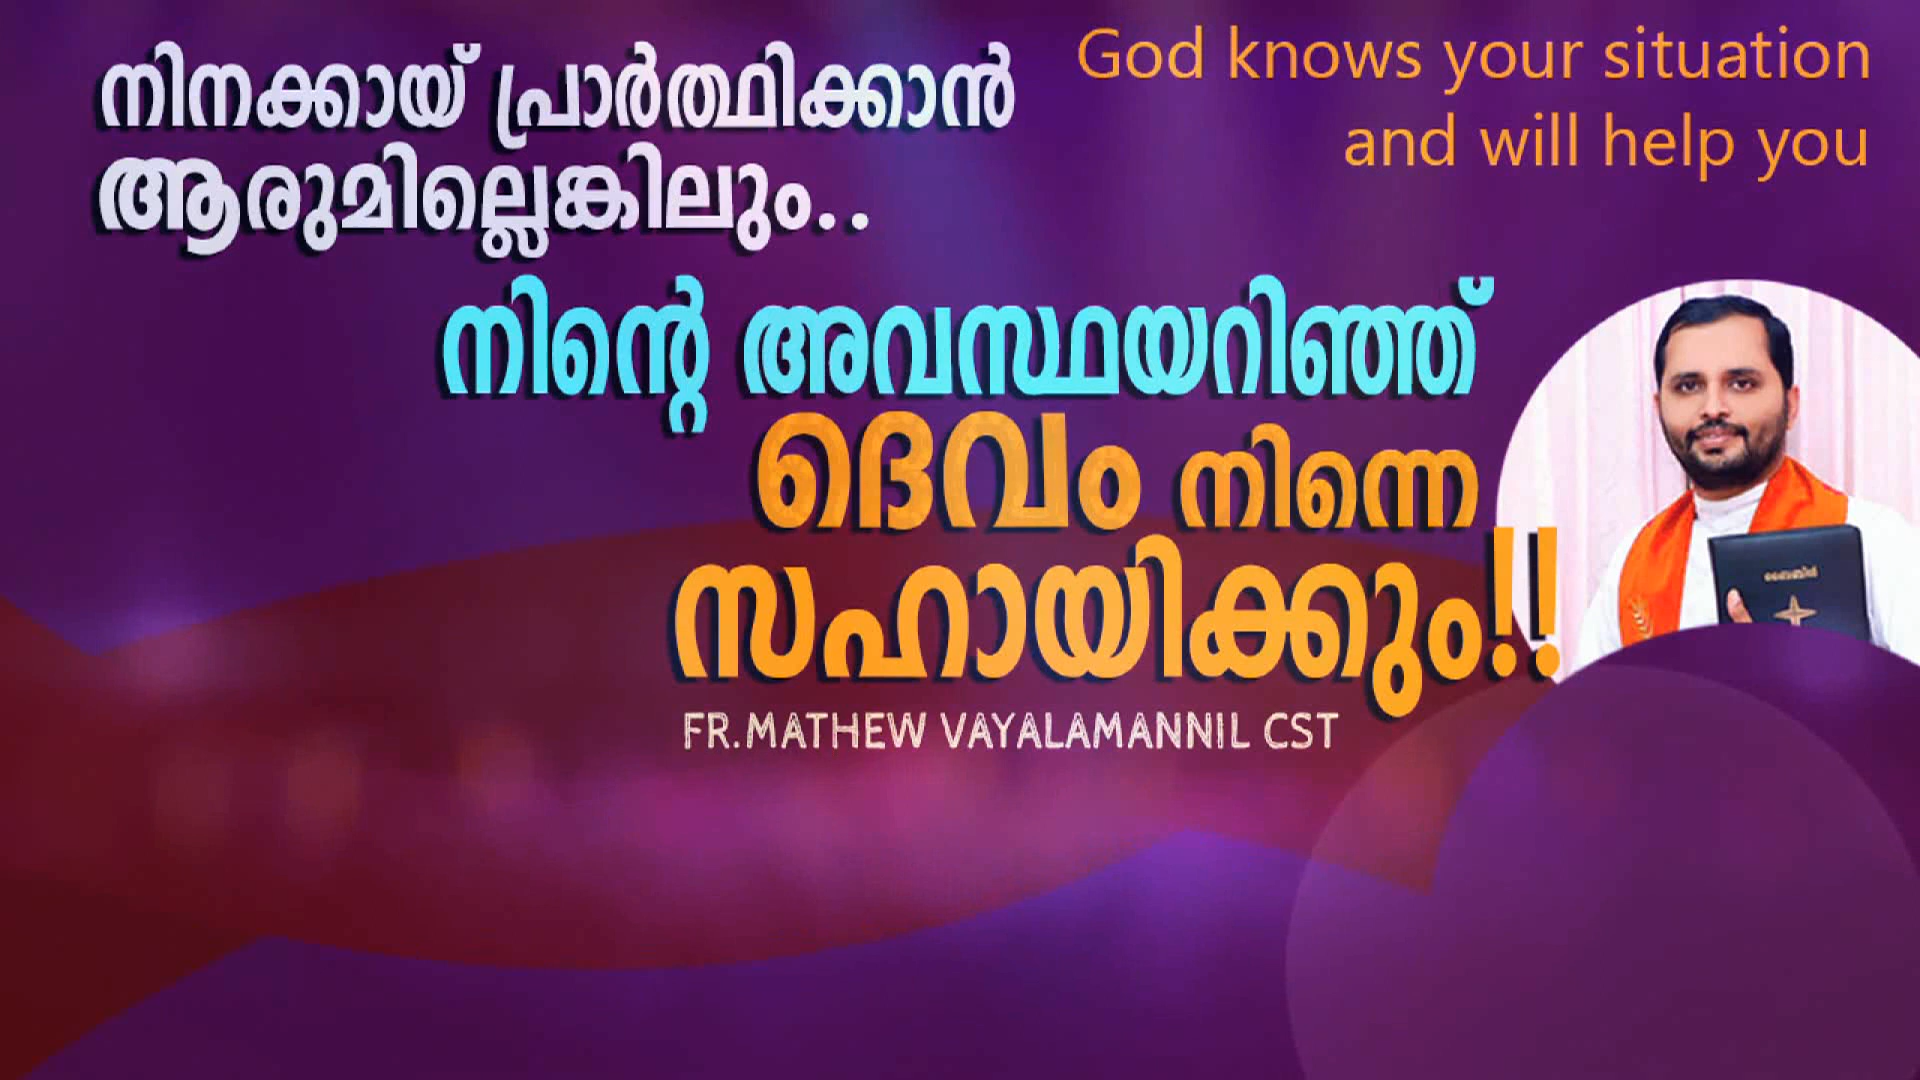 നിനക്കായ് പ്രാർത്ഥിക്കാൻ
ആരുമില്ലെങ്കിലും..
God knows your situation
and will help you
നിന്റെ അവസ്ഥയറിഞ്ഞ്
ദൈവം നിന്നെ
സഹായിക്കും!!
FR.MATHEW VAYALAMANNIL CST
ബൈബിൾ